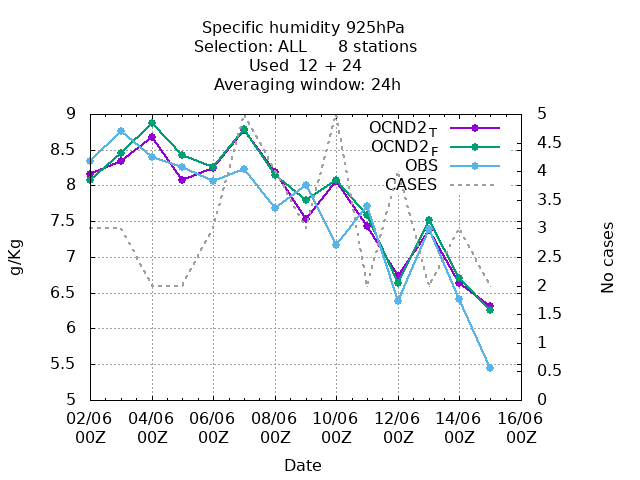 Specific humidity 925hPa
Selection: ALL 8 stations
Used 12 + 24
Averaging window: 24h
9
8.5
8
7.5
7
6.5
6
5.5
5
g/Kg
OCND2 T
OCND2 F
OBS
CASES
5
4.5
4
3.5
3
2.5
2
1.5
1
0.5
0
No cases
02/06 04/06 06/06 08/06 10/06 12/06 14/06 16/06
00Z 00Z 00Z 00Z 00Z 00Z 00Z 00Z
Date